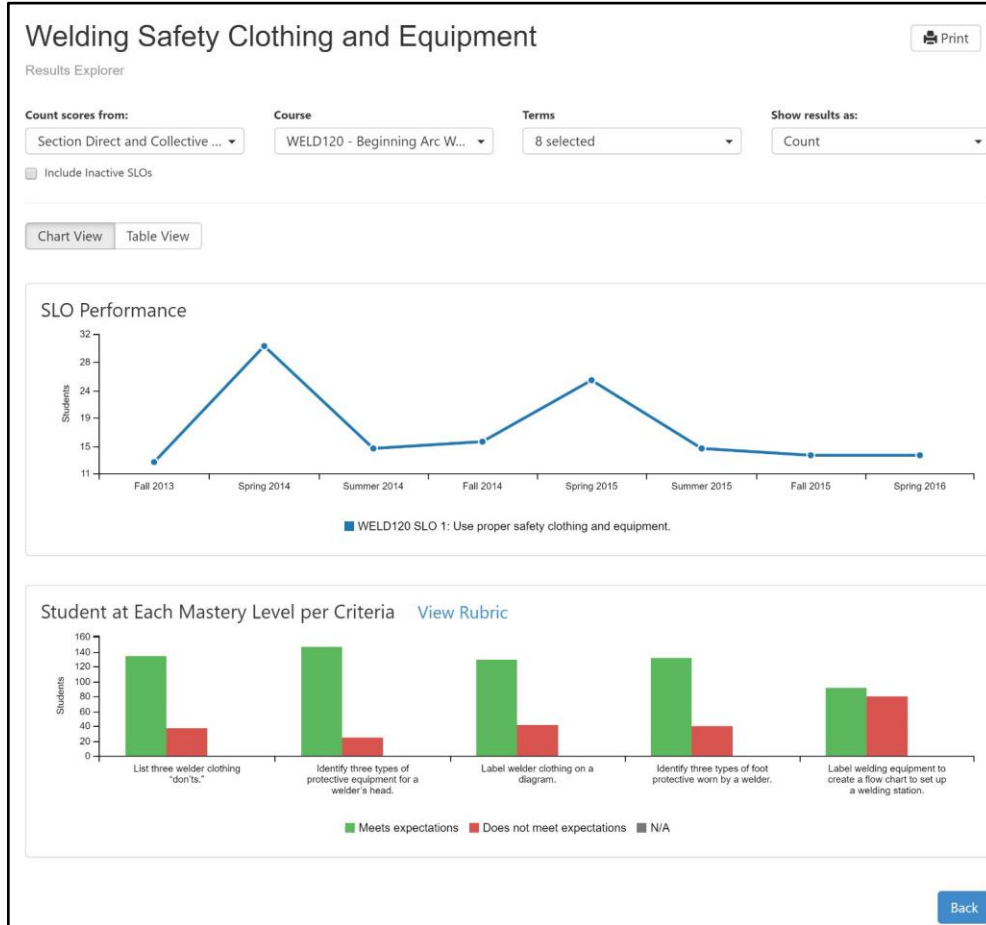 Welding Safety Clothing and Equipment
Print
Results Explorer
Count scores from:
Course
Terms
Show results as:
Section Direct and Collective ...
WELD120 - Beginning Arc W...
8 selected
Count
Include Inactive SLOs
Chart View
Table View
SLO Performance
32
28
24
19
15
11
Students
Fall 2013
Spring 2014
Summer 2014
Fall 2014
Spring 2015
Summer 2015
Fall 2015
Spring 2016
WELD120 SLO 1: Use proper safety clothing and equipment.
Student at Each Mastery Level per Criteria View Rubric
160
140
120
100
80
60
40
20
0
Students
List three welder clothing
"don'ts."
Identify three types of
protective equipment for a
welder's head.
Label welder clothing on a
diagram.
Identify three types of foot
protective worn by a welder.
Label welding equipment to
create a flow chart to set up
a welding station.
Meets expectations
Does not meet expectations
N/A
Back